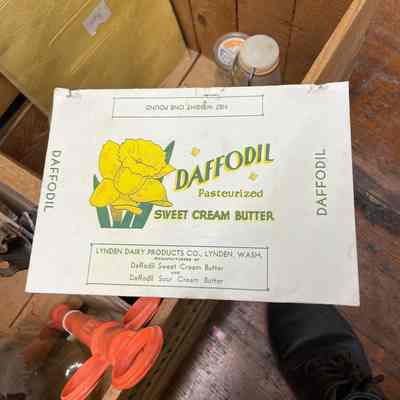 NET WEIGHT ONE POUND
DAFFODIL
DAFFODIL
Pasteurized
SWEET CREAM BUTTER
DAFFODIL
LYNDEN DAIRY PRODUCTS CO., LYNDEN, WASH.
MANUFACTURERS OF
Daffodil Sweet Cream Butter
AND
Daffodil Sour Cream Butter